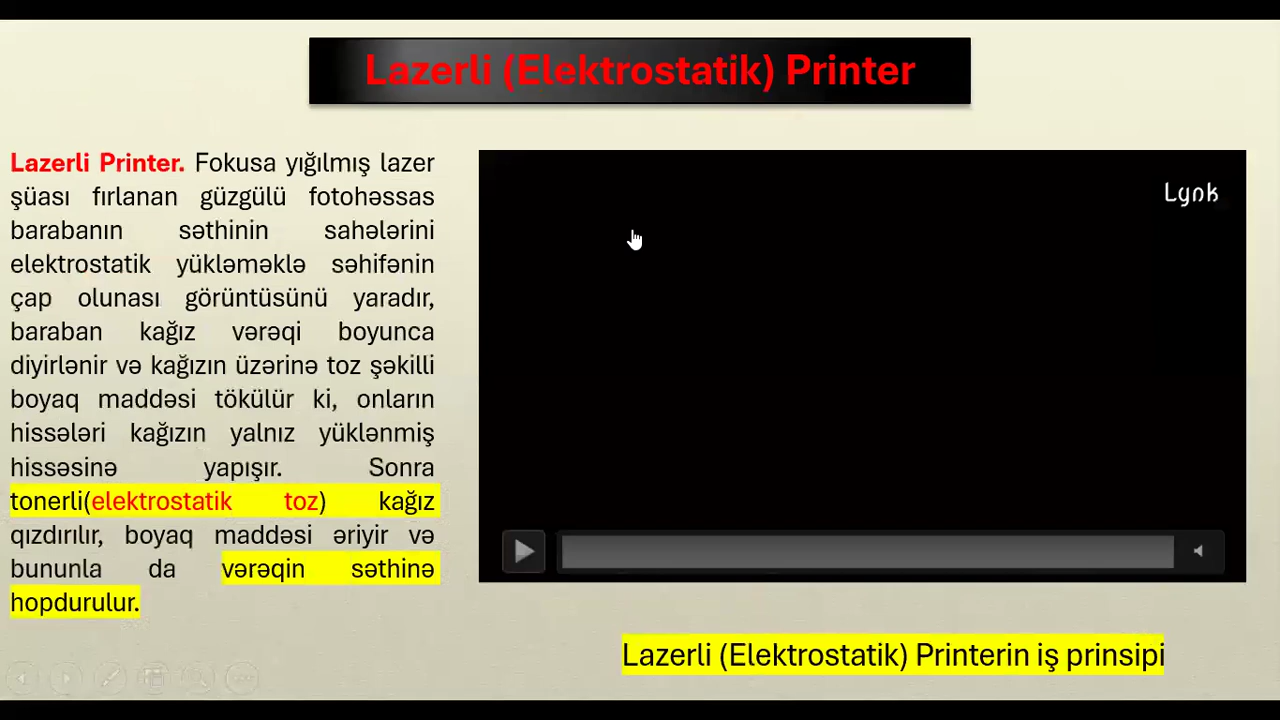 Lazerli (Elektrostatik) Printer
Lazerli Printer. Fokusa yığılmış lazer
şüası fırlanan güzgülü fotohəssas
barabanın səthinin sahələrini
elektrostatik yükləməklə səhifənin
çap olunası görüntüsünü yaradır,
baraban kağız vərəqi boyunca
diyirlənir və kağızın üzərinə toz şəkilli
boyaq maddəsi tökülür ki, onların
hissələri kağızın yalnız yüklənmiş
hissəsinə yapışır. Sonra
tonerli(elektrostatik toz) kağız
qızdırılır, boyaq maddəsi əriyir və
bununla da vərəqin səthinə
hopdurulur.
Lynk
Lazerli (Elektrostatik) Printerin iş prinsipi